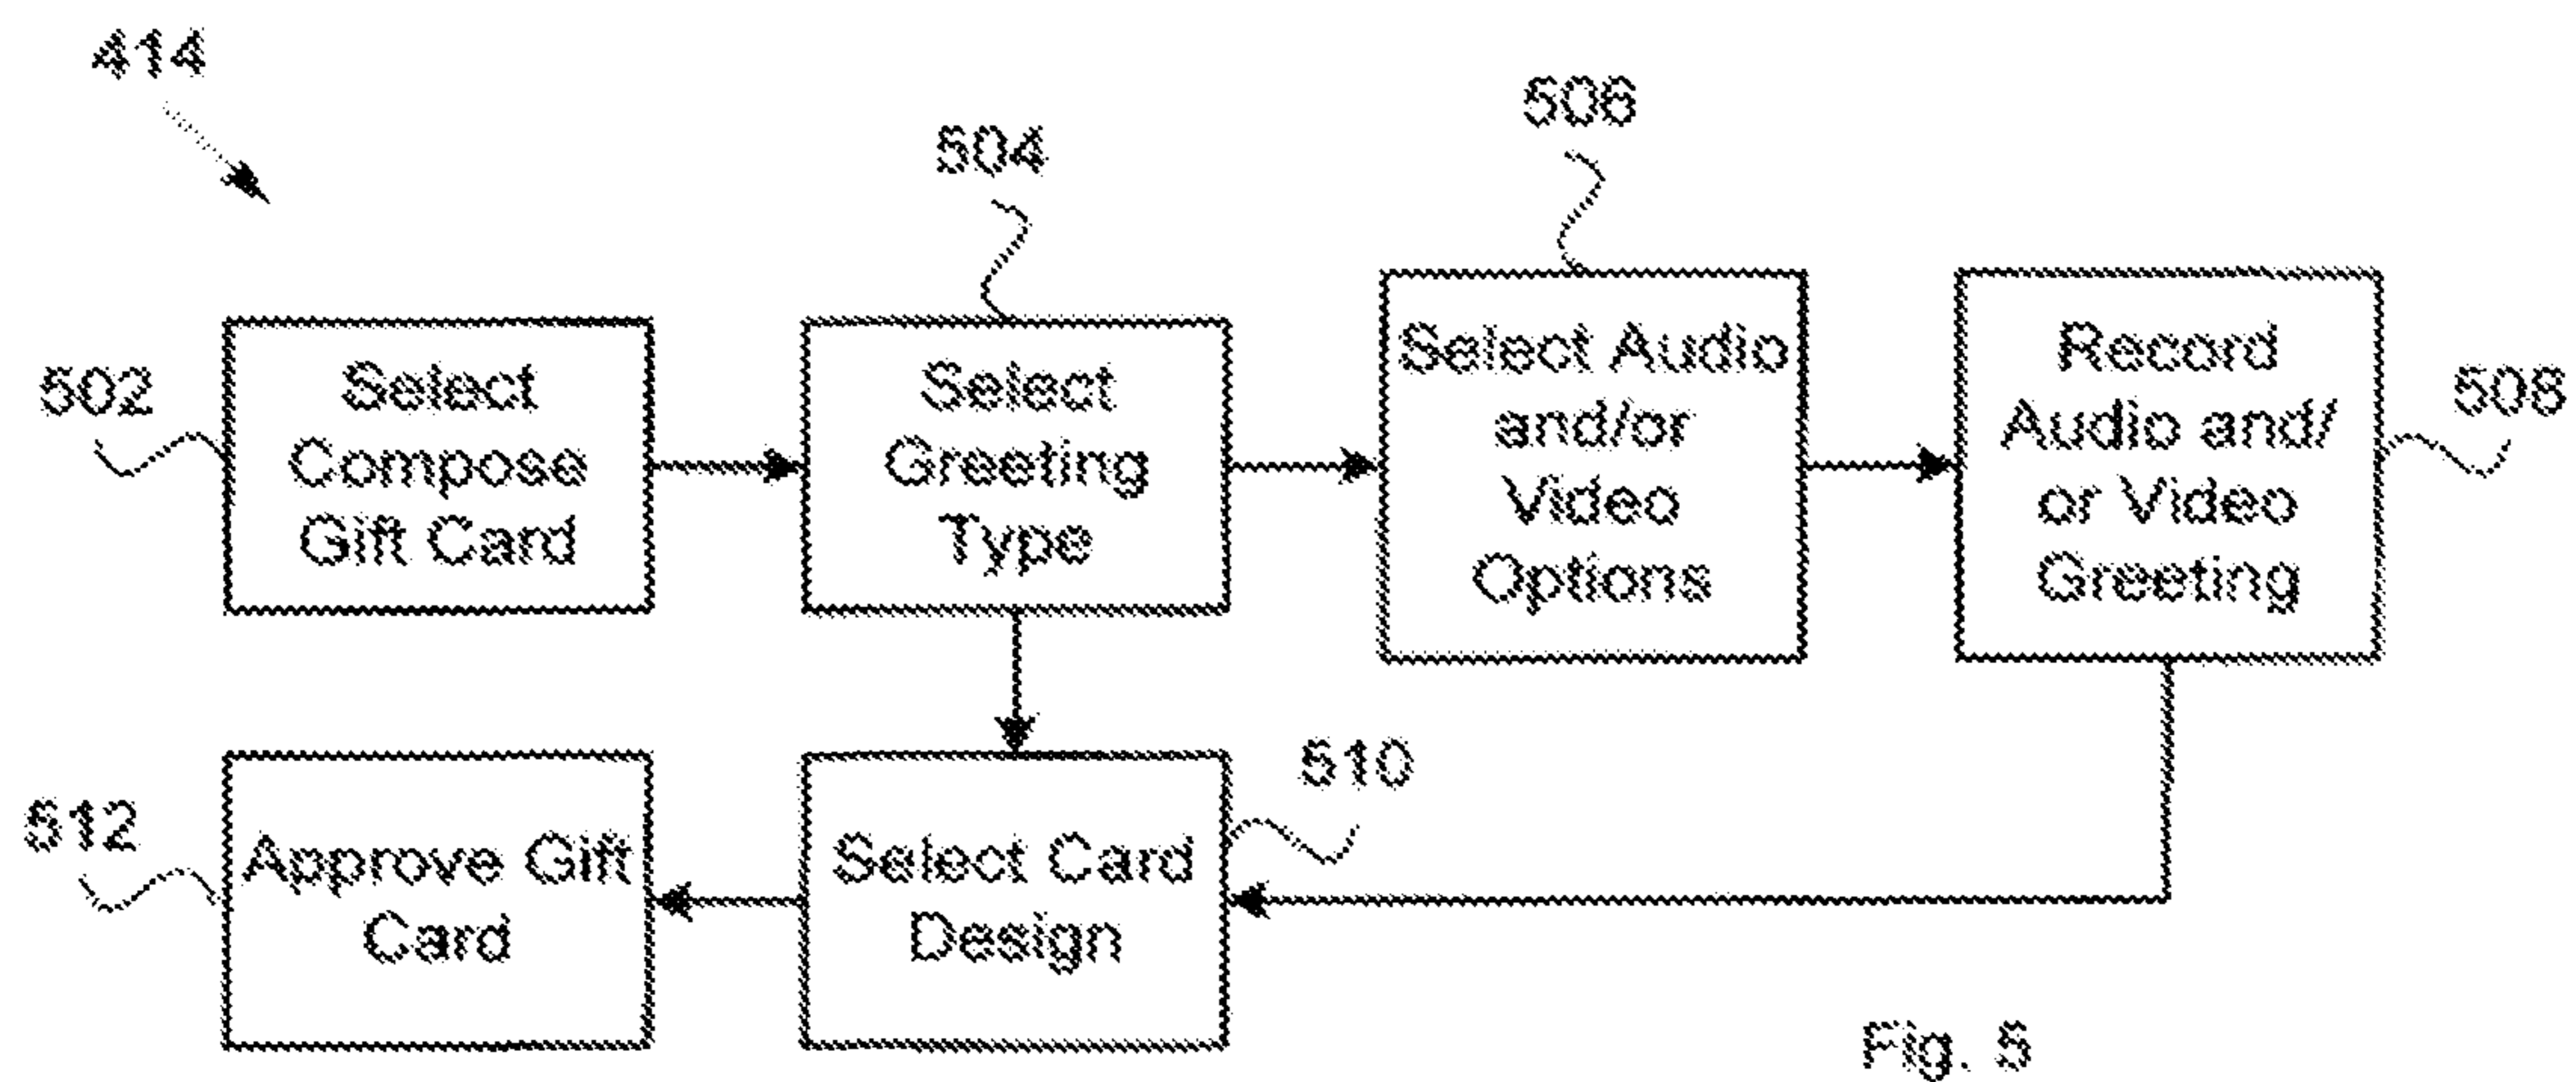 414
506
504
502
Select
Compose
Gift Card
Select
Greeting
Type
Select Audio
and/or
Video
Options
Record
Audio and/
or Video
Greeting
508
512
Approve Gift
Card
Select Card
Design
510
Fig. 5